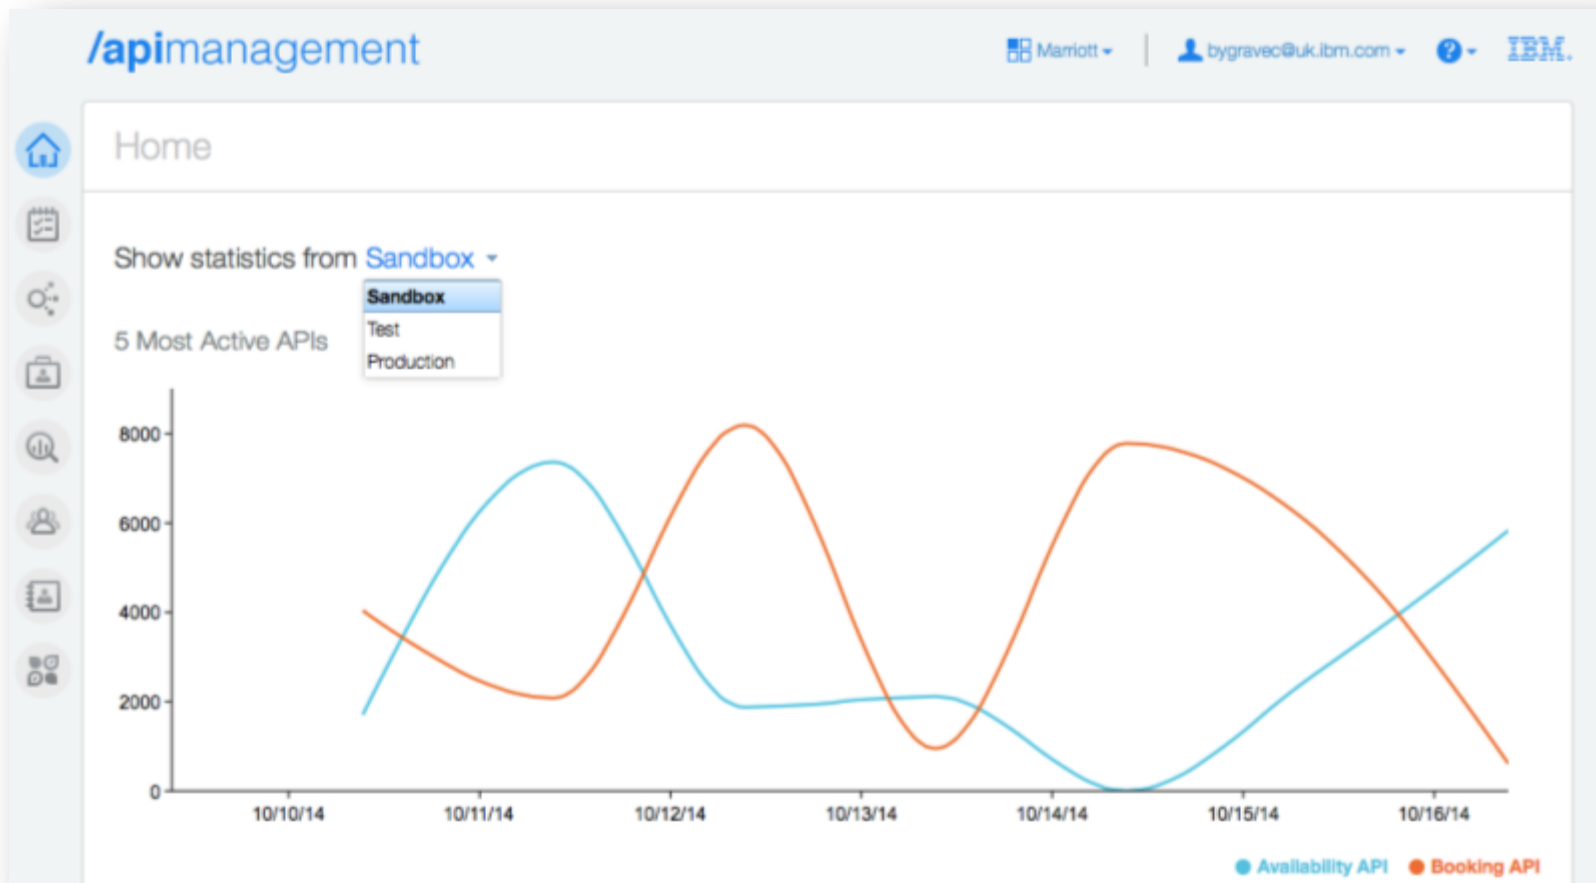 /apimanagement
Marriott
bygravec@uk.ibm.com
?
IBM.
Home
Show statistics from Sandbox
Sandbox
Test
Production
5 Most Active APIs
8000
6000
4000
2000
0
10/10/14 10/11/14 10/12/14 10/13/14 10/14/14 10/15/14 10/16/14
Availability API Booking API